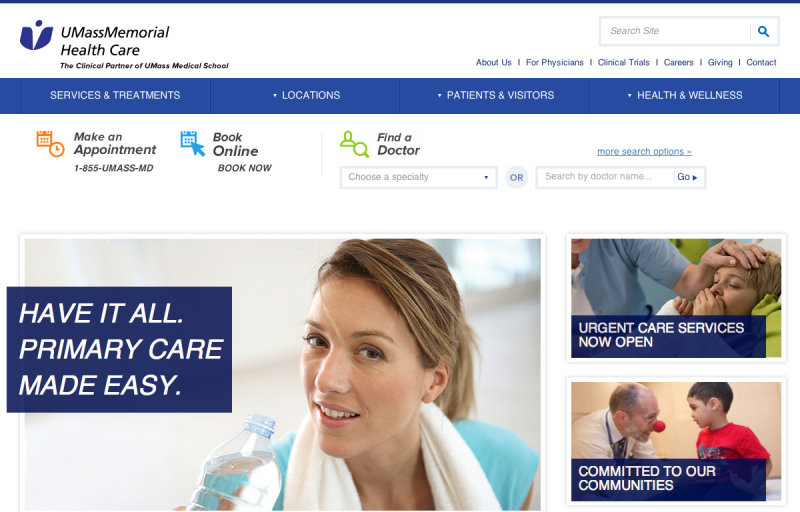 UMassMemorial
Health Care
The Clinical Partner of UMass Medical School
Search Site
About Us | For Physicians | Clinical Trials | Careers | Giving | Contact
SERVICES & TREATMENTS
LOCATIONS
PATIENTS & VISITORS
HEALTH & WELLNESS
Make an
Appointment
1-855-UMASS-MD
Book
Online
BOOK NOW
Find a
Doctor
more search options »
Choose a specialty
OR
Search by doctor name...
Go
HAVE IT ALL.
PRIMARY CARE
MADE EASY.
URGENT CARE SERVICES
NOW OPEN
COMMITTED TO OUR
COMMUNITIES